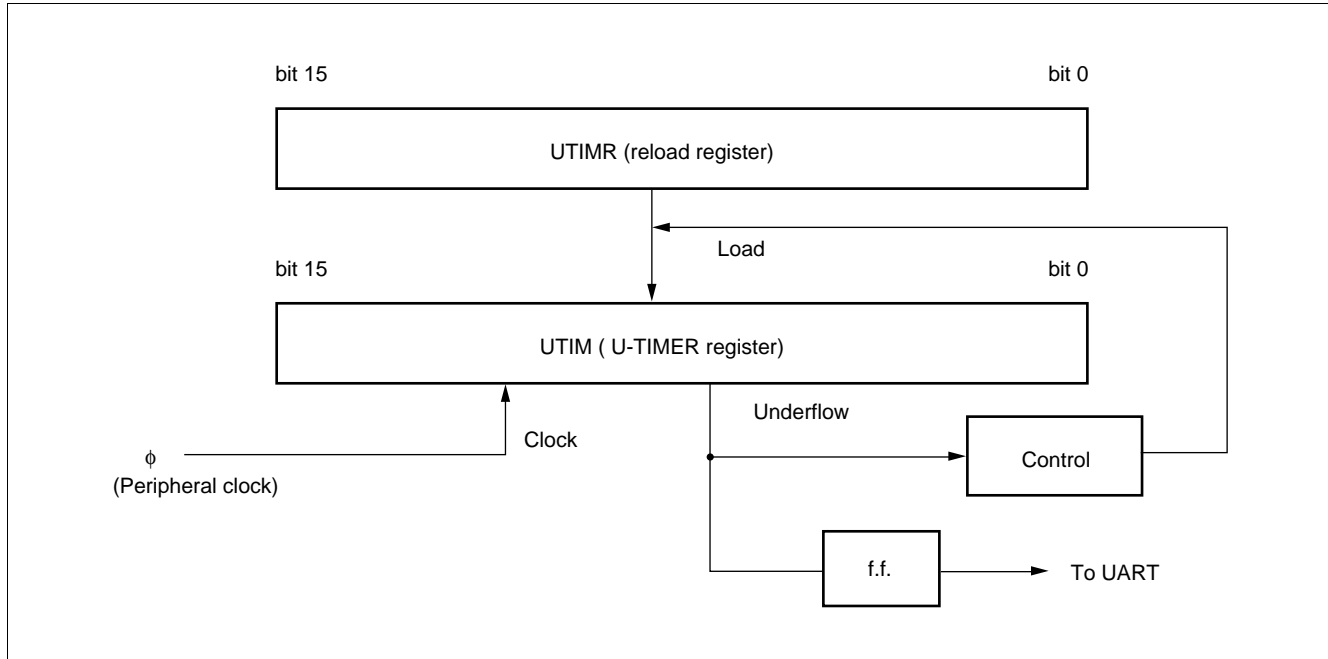 bit 15
bit 0
UTIMR (reload register)
Load
bit 15
bit 0
UTIM ( U-TIMER register)
Underflow
Clock
Control
ϕ
(Peripheral clock)
f.f.
To UART